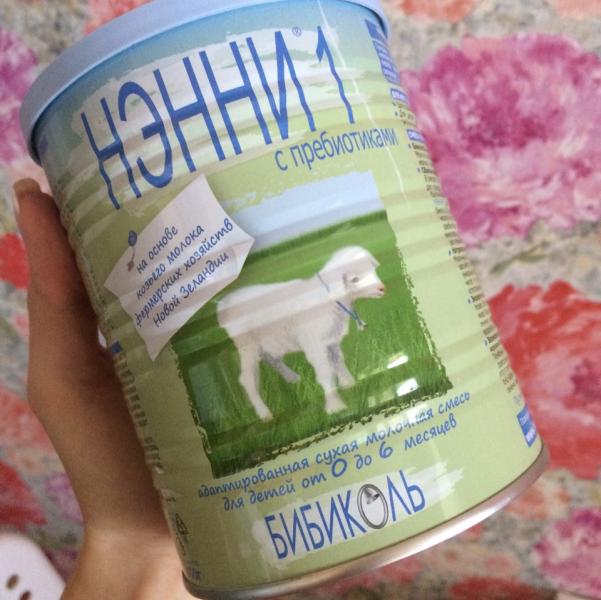 НЭННИ® 1
с пребиотиками
на основе
козьего молока
фермерских хозяйств
Новой Зеландии
адаптированная сухая молочная смесь
для детей от 0 до 6 месяцев
БИБИКОЛЬ